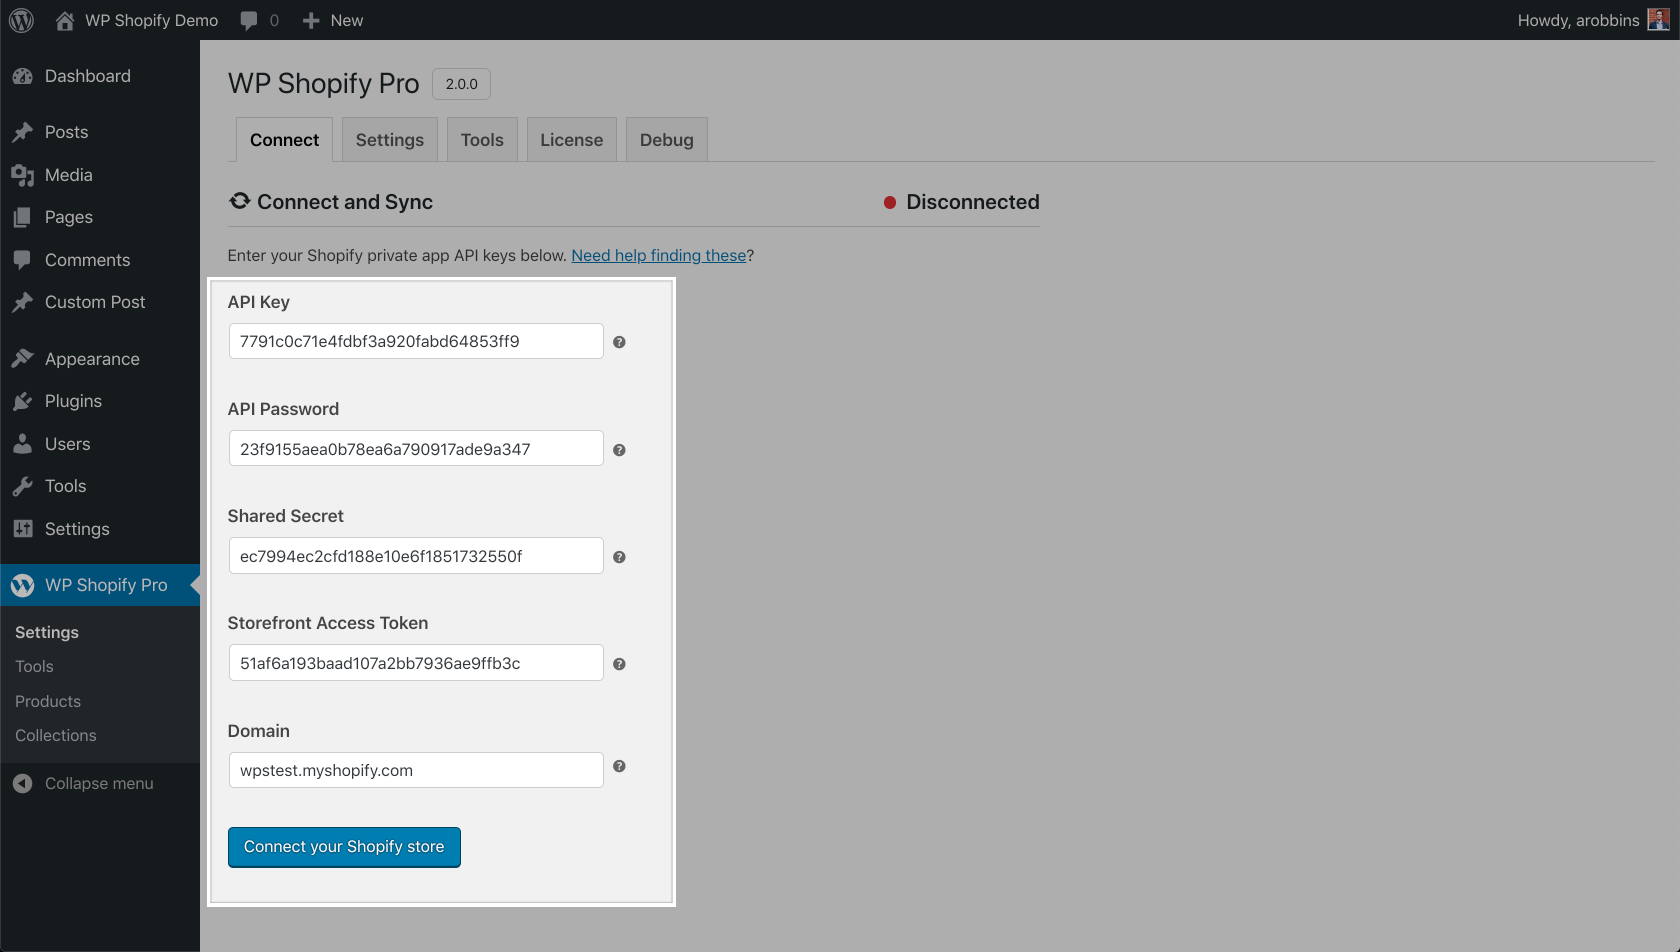 WP Shopify Demo 0 New Howdy, arobbins
Dashboard
Posts
Media
Pages
Comments
Custom Post
Appearance
Plugins
Users
Tools
Settings
WP Shopify Pro
Settings
Tools
Products
Collections
Collapse menu
WP Shopify Pro 2.0.0
Connect Settings Tools License Debug
Connect and Sync Disconnected
Enter your Shopify private app API keys below. Need help finding these?
API Key
7791c0c71e4fdbf3a920fabd64853ff9
API Password
23f9155aea0b78ea6a790917ade9a347
Shared Secret
ec7994ec2cfd188e10e6f1851732550f
Storefront Access Token
51af6a193baad107a2bb7936ae9ffb3c
Domain
wpstest.myshopify.com
Connect your Shopify store